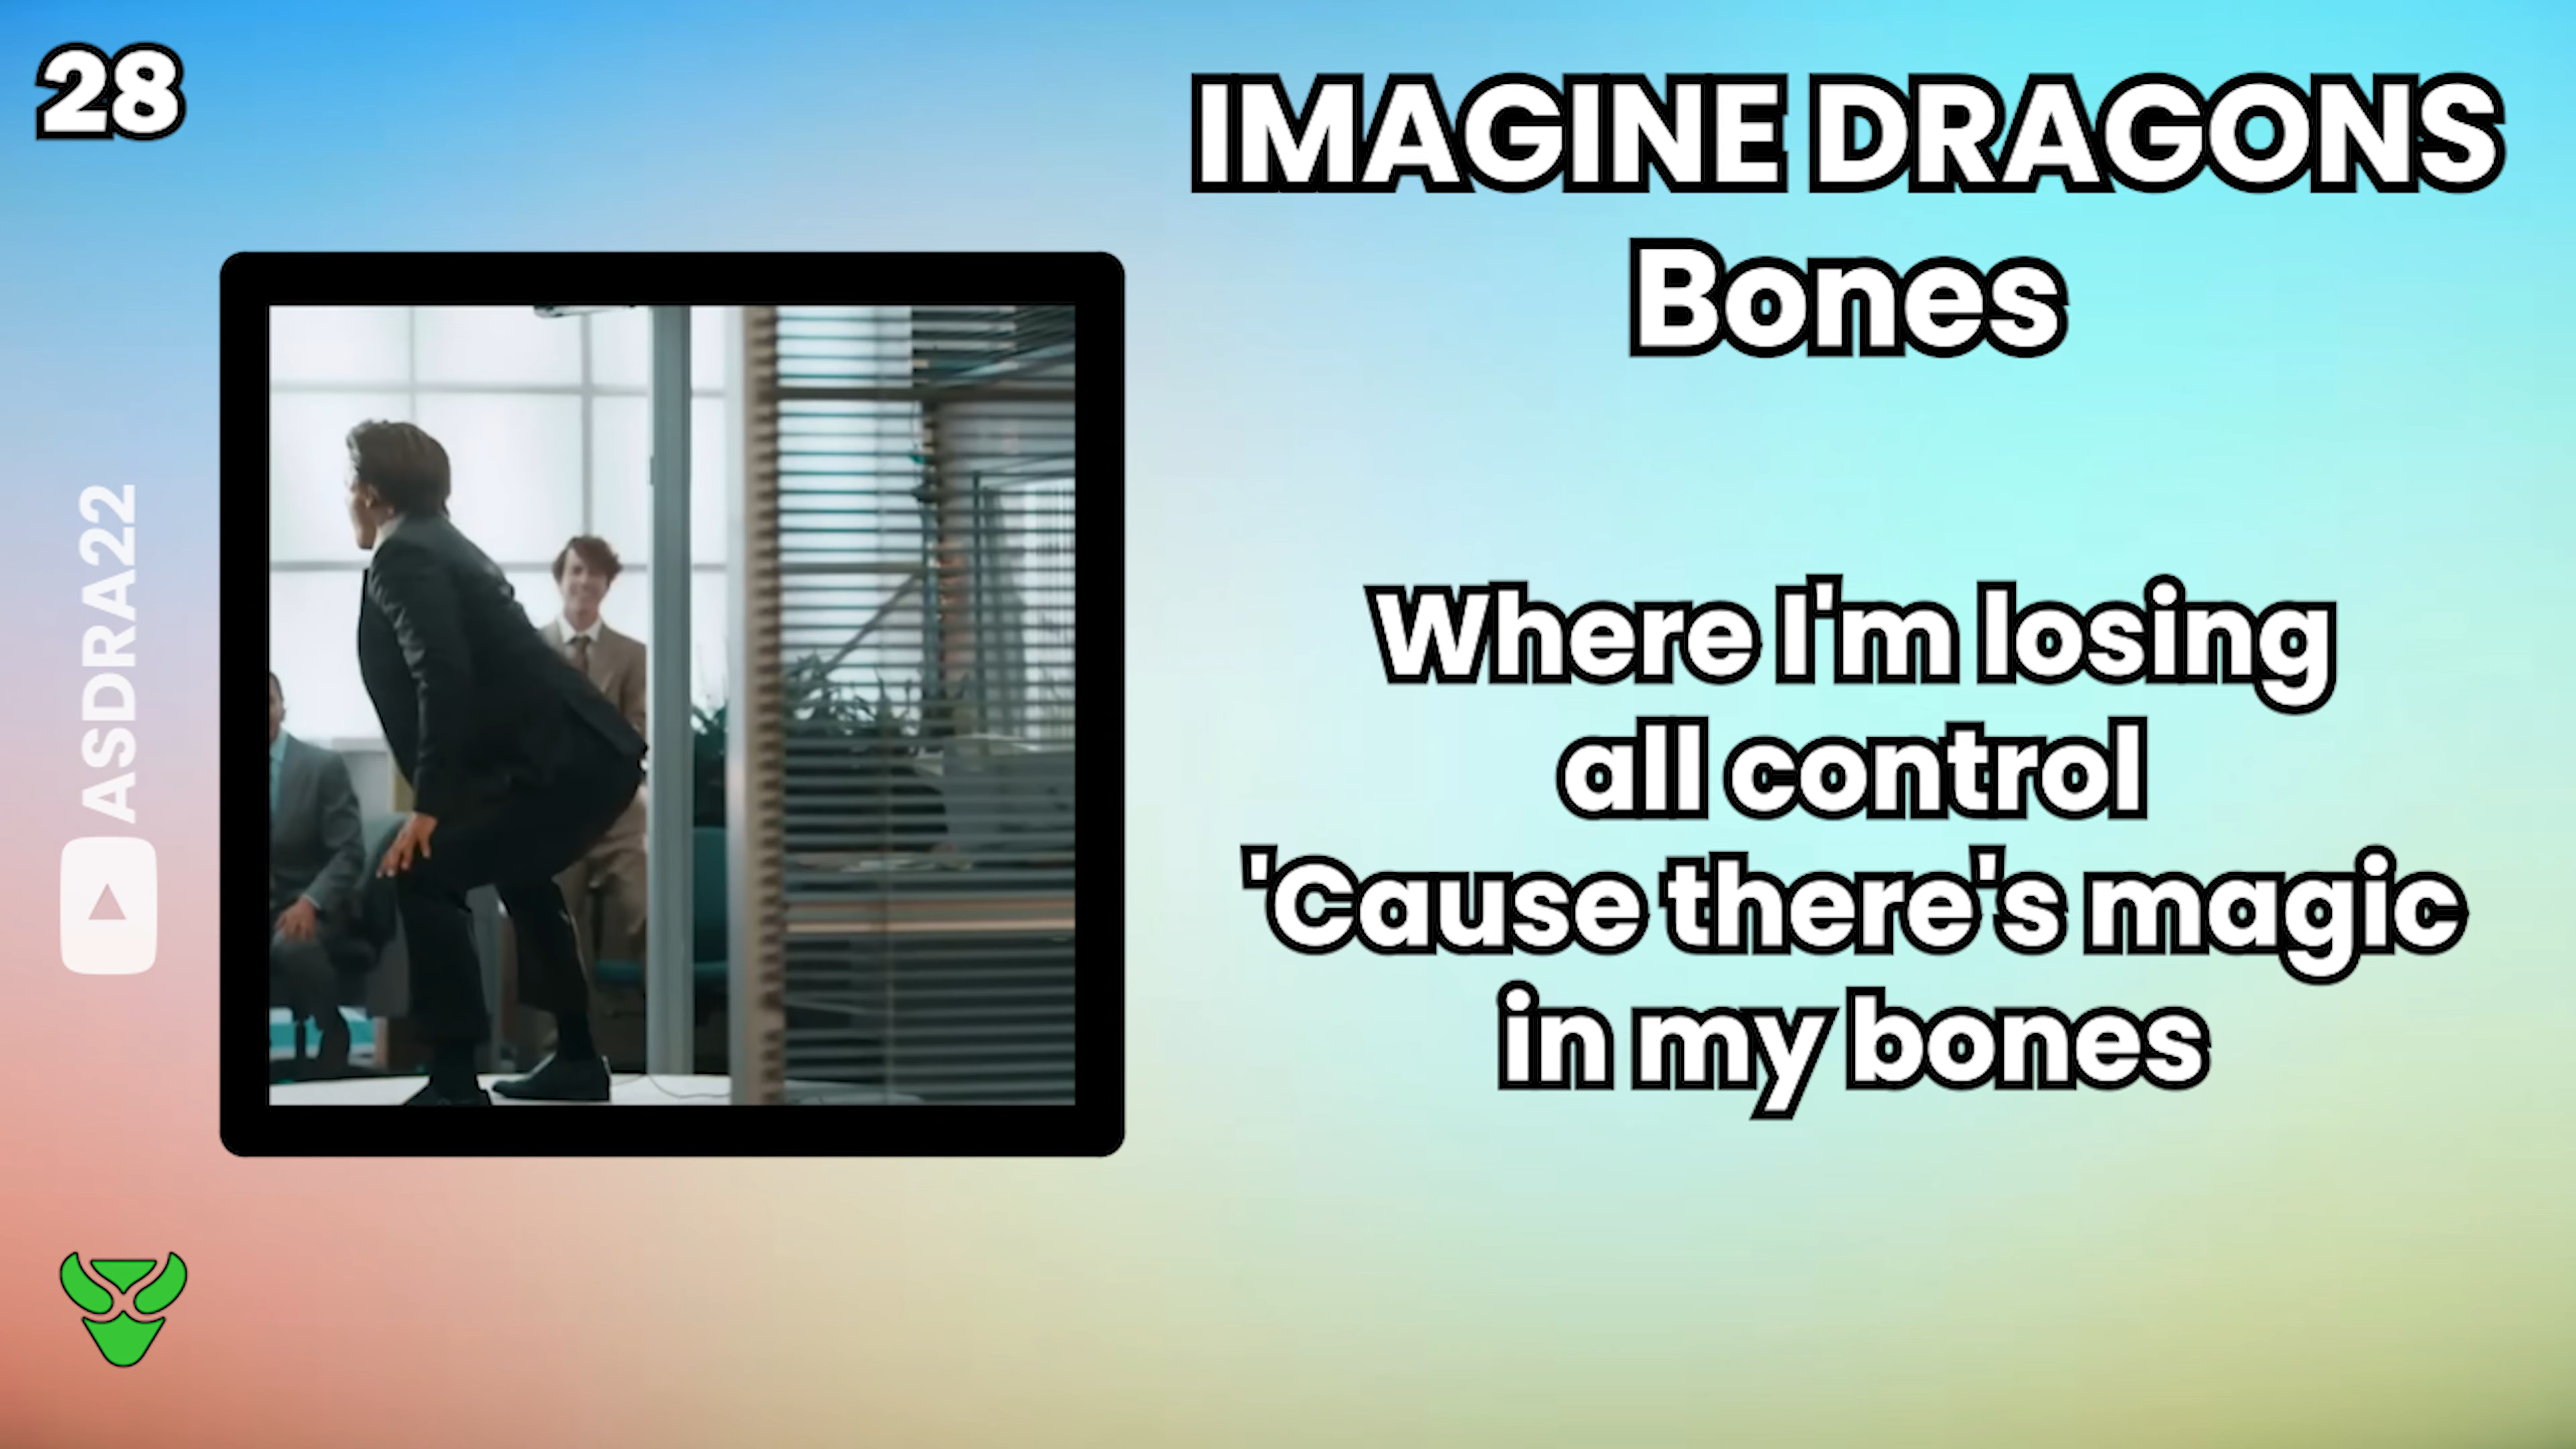 28
IMAGINE DRAGONS
Bones
Where I'm losing
all control
'Cause there's magic
in my bones
ASDRA22